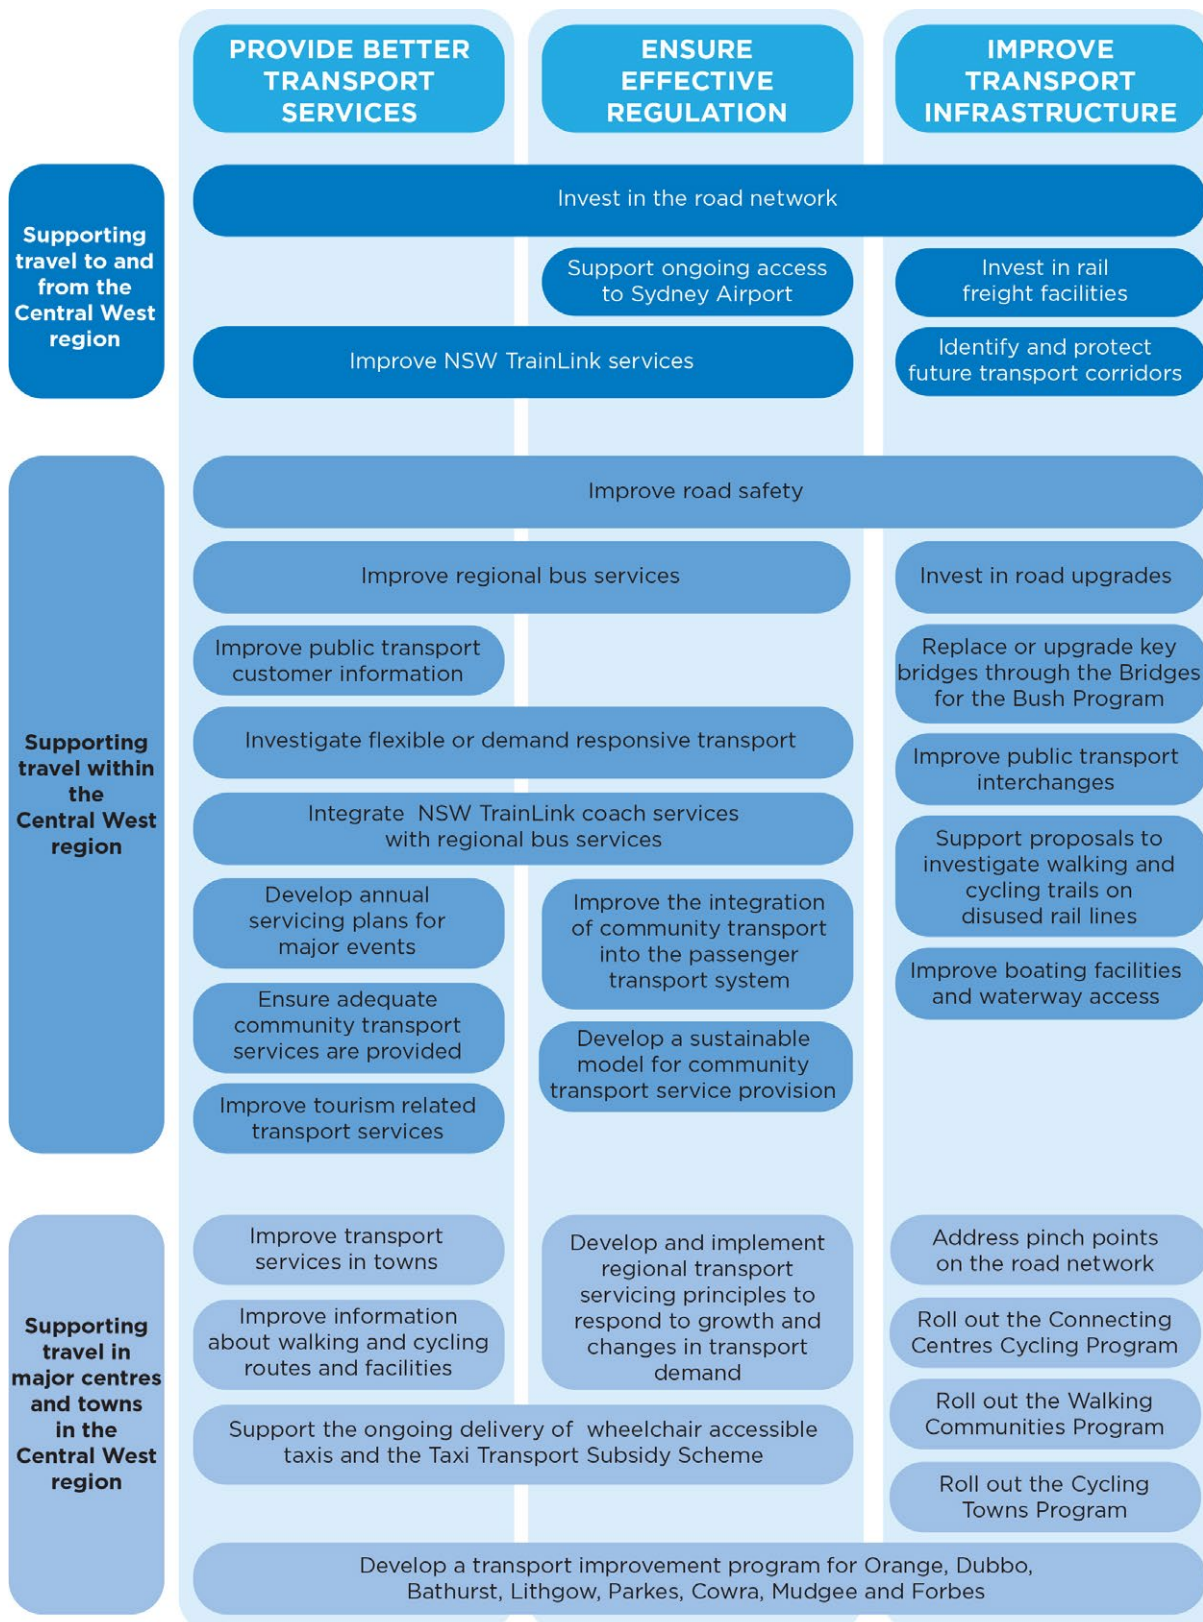 PROVIDE BETTER
TRANSPORT
SERVICES
ENSURE
EFFECTIVE
REGULATION
IMPROVE
TRANSPORT
INFRASTRUCTURE
Supporting
travel to and
from the
Central West
region
Invest in the road network
Support ongoing access
to Sydney Airport
Invest in rail
freight facilities
Improve NSW TrainLink services
Identify and protect
future transport corridors
Supporting
travel within
the
Central West
region
Improve road safety
Improve regional bus services
Invest in road upgrades
Improve public transport
customer information
Replace or upgrade key
bridges through the Bridges
for the Bush Program
Investigate flexible or demand responsive transport
Improve public transport
interchanges
Integrate NSW TrainLink coach services
with regional bus services
Support proposals to
investigate walking and
cycling trails on
disused rail lines
Develop annual
servicing plans for
major events
Improve the integration
of community transport
into the passenger
transport system
Improve boating facilities
and waterway access
Ensure adequate
community transport
services are provided
Develop a sustainable
model for community
transport service provision
Improve tourism related
transport services
Supporting
travel in
major centres
and towns
in the
Central West
region
Improve transport
services in towns
Develop and implement
regional transport
servicing principles to
respond to growth and
changes in transport
demand
Address pinch points
on the road network
Improve information
about walking and cycling
routes and facilities
Roll out the Connecting
Centres Cycling Program
Support the ongoing delivery of wheelchair accessible
taxis and the Taxi Transport Subsidy Scheme
Roll out the Walking
Communities Program
Roll out the Cycling
Towns Program
Develop a transport improvement program for Orange, Dubbo,
Bathurst, Lithgow, Parkes, Cowra, Mudgee and Forbes